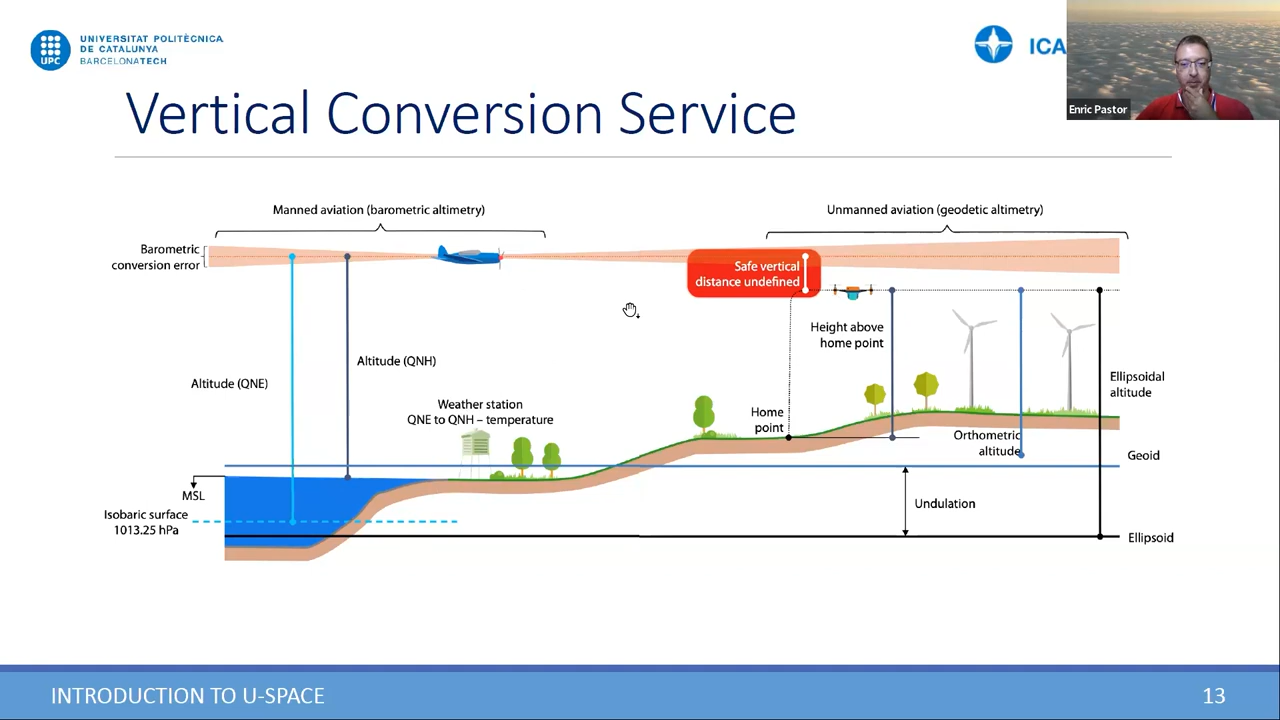 UNIVERSITAT POLITÈCNICA
DE CATALUNYA
BARCELONATECH
UPC
ICA
Enric Pastor
Vertical Conversion Service
Manned aviation (barometric altimetry)
Unmanned aviation (geodetic altimetry)
Barometric
conversion error
Safe vertical
distance undefined
Height above
home point
Altitude (QNH)
Altitude (QNE)
Ellipsoidal
altitude
Weather station
QNE to QNH – temperature
Home
point
Orthometric
altitude
Geoid
MSL
Undulation
Isobaric surface
1013.25 hPa
Ellipsoid
INTRODUCTION TO U-SPACE
13